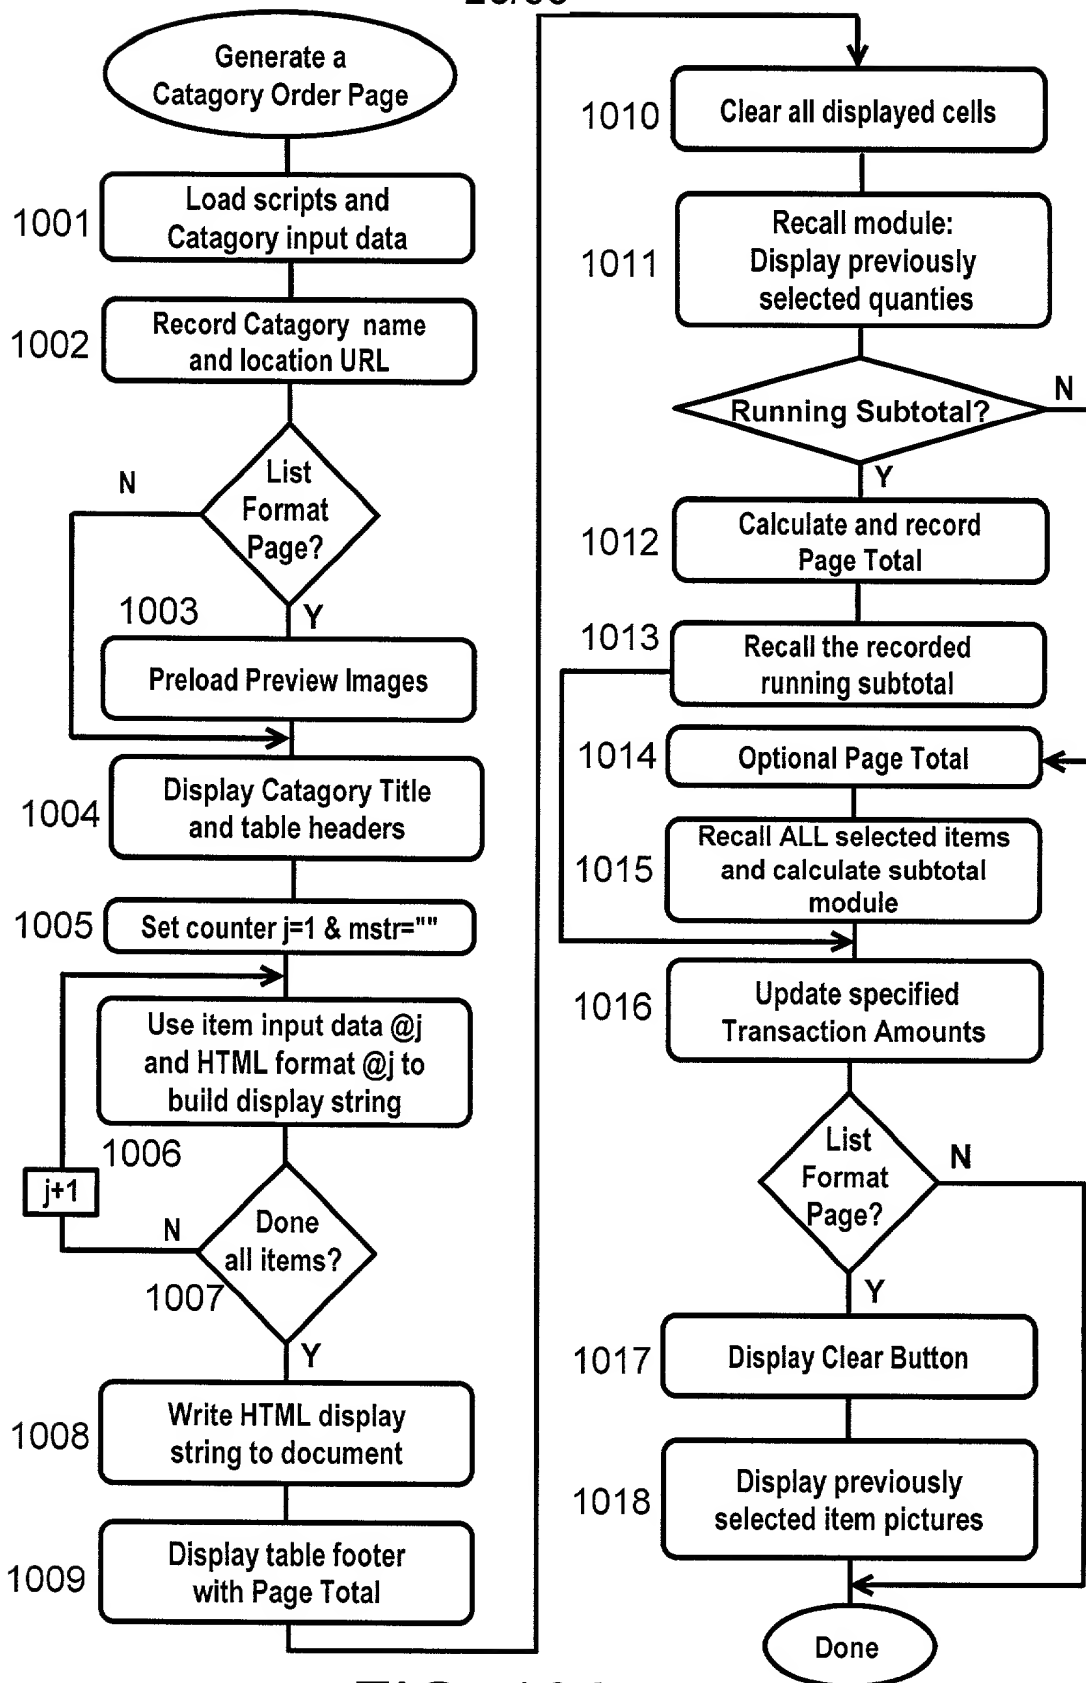 Generate a
Catagory Order Page
1001
Load scripts and
Catagory input data
1002
Record Catagory name
and location URL
List
Format
Page?
N
Y
1003
Preload Preview Images
1004
Display Catagory Title
and table headers
1005
Set counter j=1 & mstr=""
Use item input data @j
and HTML format @j to
build display string
1006
j+1
N
Done
all items?
1007
Y
1008
Write HTML display
string to document
1009
Display table footer
with Page Total
1010
Clear all displayed cells
1011
Recall module:
Display previously
selected quanties
Running Subtotal?
N
Y
1012
Calculate and record
Page Total
1013
Recall the recorded
running subtotal
1014
Optional Page Total
1015
Recall ALL selected items
and calculate subtotal
module
1016
Update specified
Transaction Amounts
List
Format
Page?
N
Y
1017
Display Clear Button
1018
Display previously
selected item pictures
Done